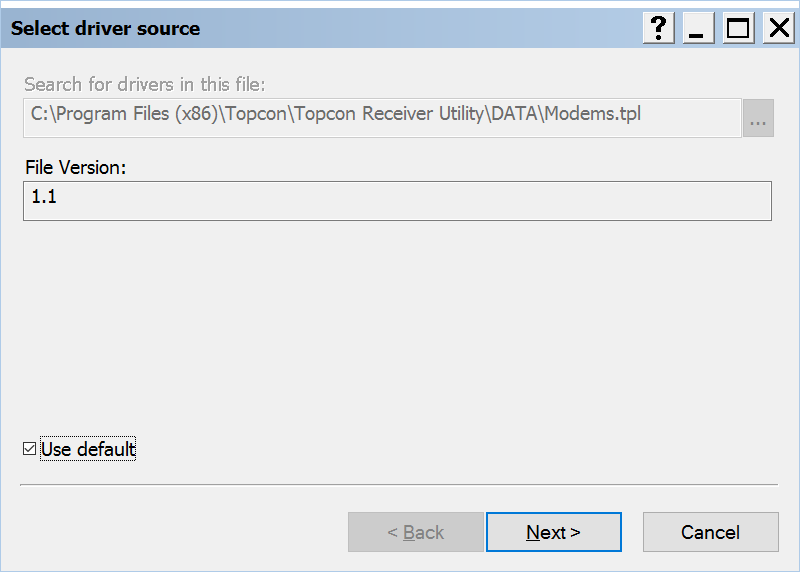 Select driver source
?
Search for drivers in this file:
C:\Program Files (x86)\Topcon\Topcon Receiver Utility\DATA\Modems.tpl
...
File Version:
1.1
Use default
< Back
Next >
Cancel